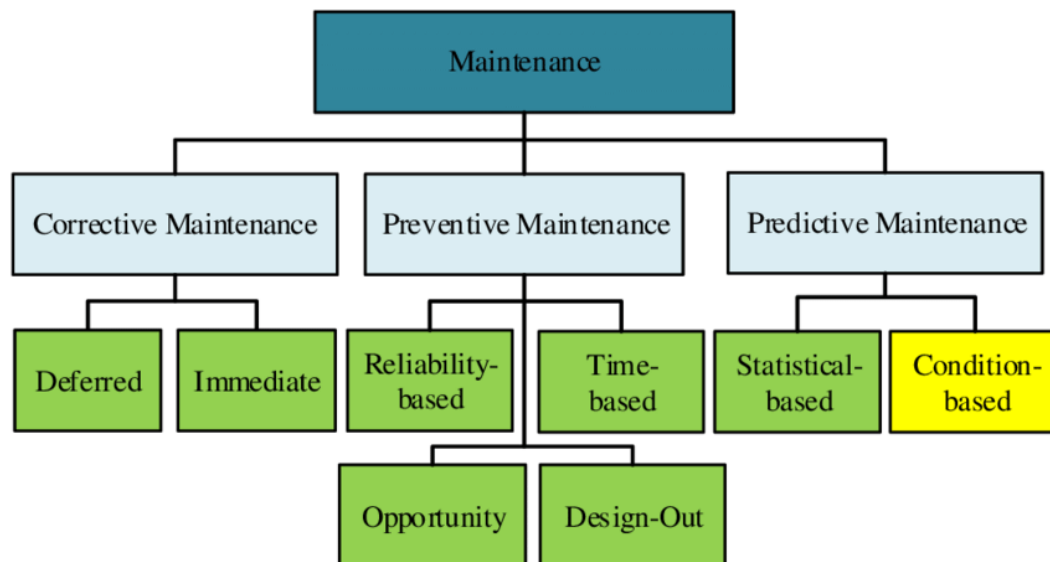 Maintenance
Corrective Maintenance
Preventive Maintenance
Predictive Maintenance
Deferred
Immediate
Reliability-
based
Time-
based
Statistical-
based
Condition-
based
Opportunity
Design-Out